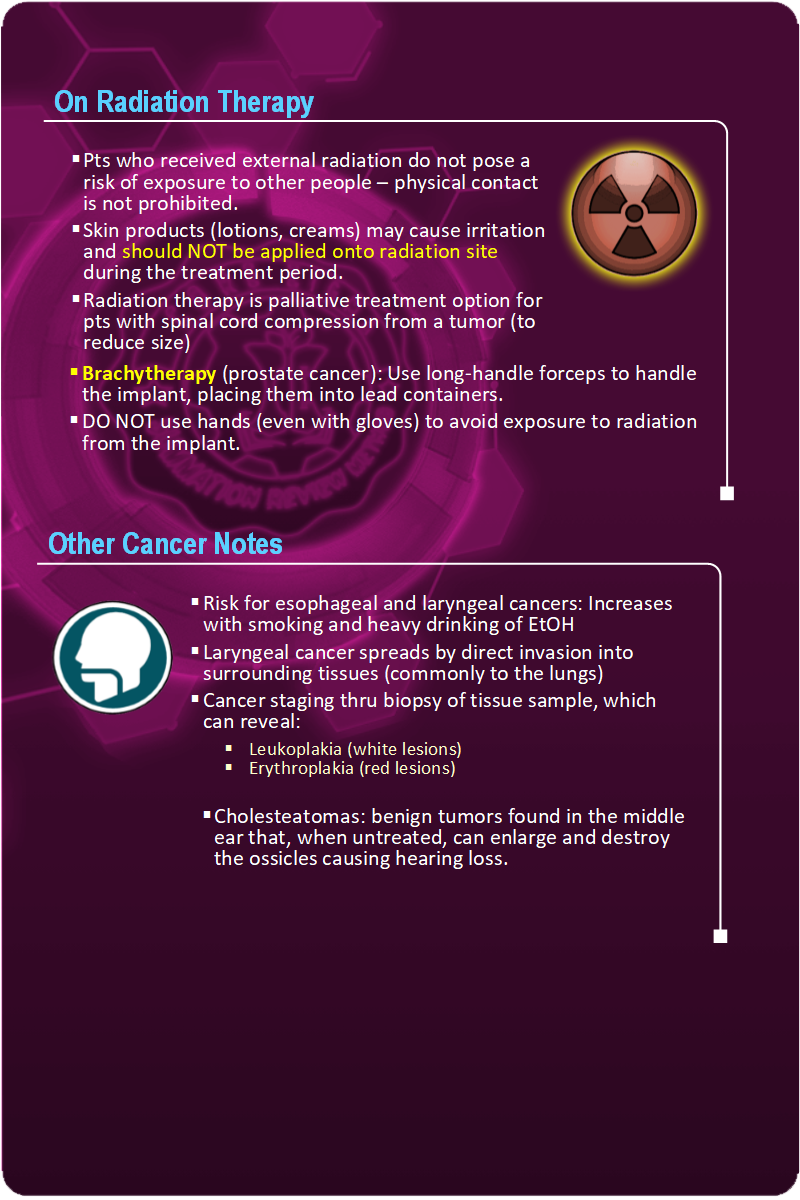 On Radiation Therapy
▪Pts who received external radiation do not pose a
risk of exposure to other people – physical contact
is not prohibited.
▪Skin products (lotions, creams) may cause irritation
and should NOT be applied onto radiation site
during the treatment period.
▪Radiation therapy is palliative treatment option for
pts with spinal cord compression from a tumor (to
reduce size)
▪Brachytherapy (prostate cancer): Use long-handle forceps to handle
the implant, placing them into lead containers.
▪DO NOT use hands (even with gloves) to avoid exposure to radiation
from the implant.
REVIEW
Other Cancer Notes
▪Risk for esophageal and laryngeal cancers: Increases
with smoking and heavy drinking of EtOH
▪Laryngeal cancer spreads by direct invasion into
surrounding tissues (commonly to the lungs)
▪Cancer staging thru biopsy of tissue sample, which
can reveal:
▪ Leukoplakia (white lesions)
▪ Erythroplakia (red lesions)
▪Cholesteatomas: benign tumors found in the middle
ear that, when untreated, can enlarge and destroy
the ossicles causing hearing loss.